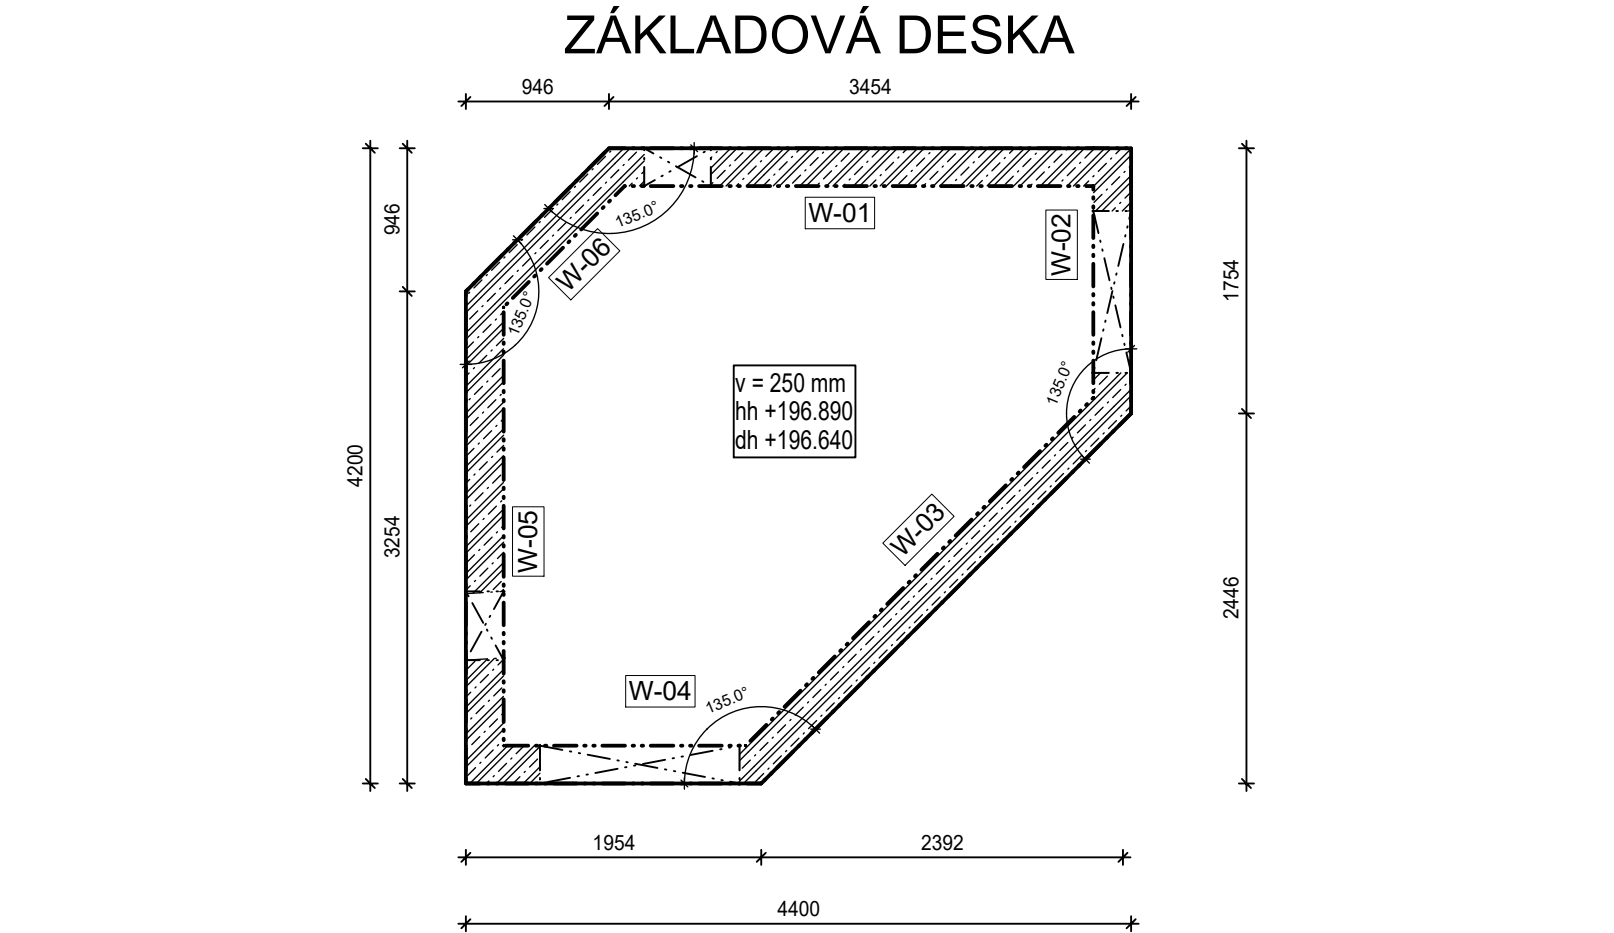 ZÁKLADOVÁ DESKA
946
3454
946
135.0°
W-01
W-02
W-06
1754
135.0°
135.0°
v = 250 mm
hh +196.890
dh +196.640
4200
3254
W-05
W-03
2446
W-04
135.0°
1954
2392
4400